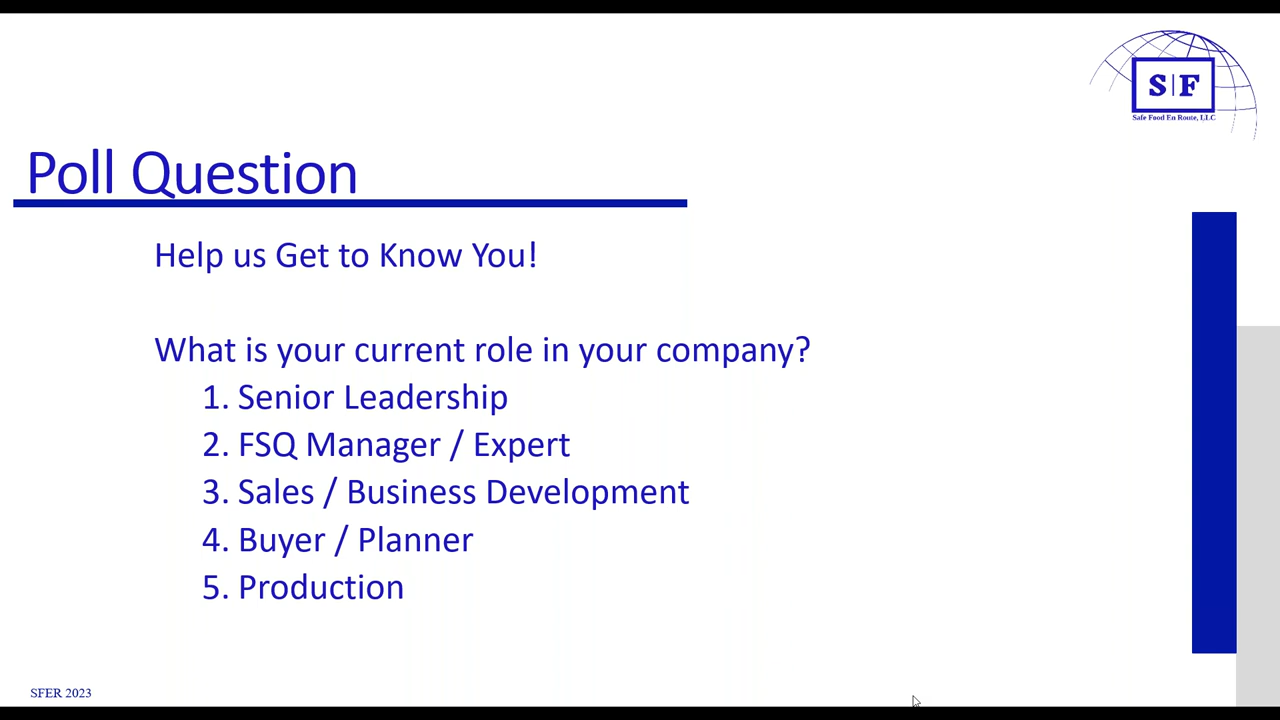 S|F
Safe Food En Route, LLC
Poll Question
Help us Get to Know You!
What is your current role in your company?
1. Senior Leadership
2. FSQ Manager / Expert
3. Sales / Business Development
4. Buyer / Planner
5. Production
SFER 2023